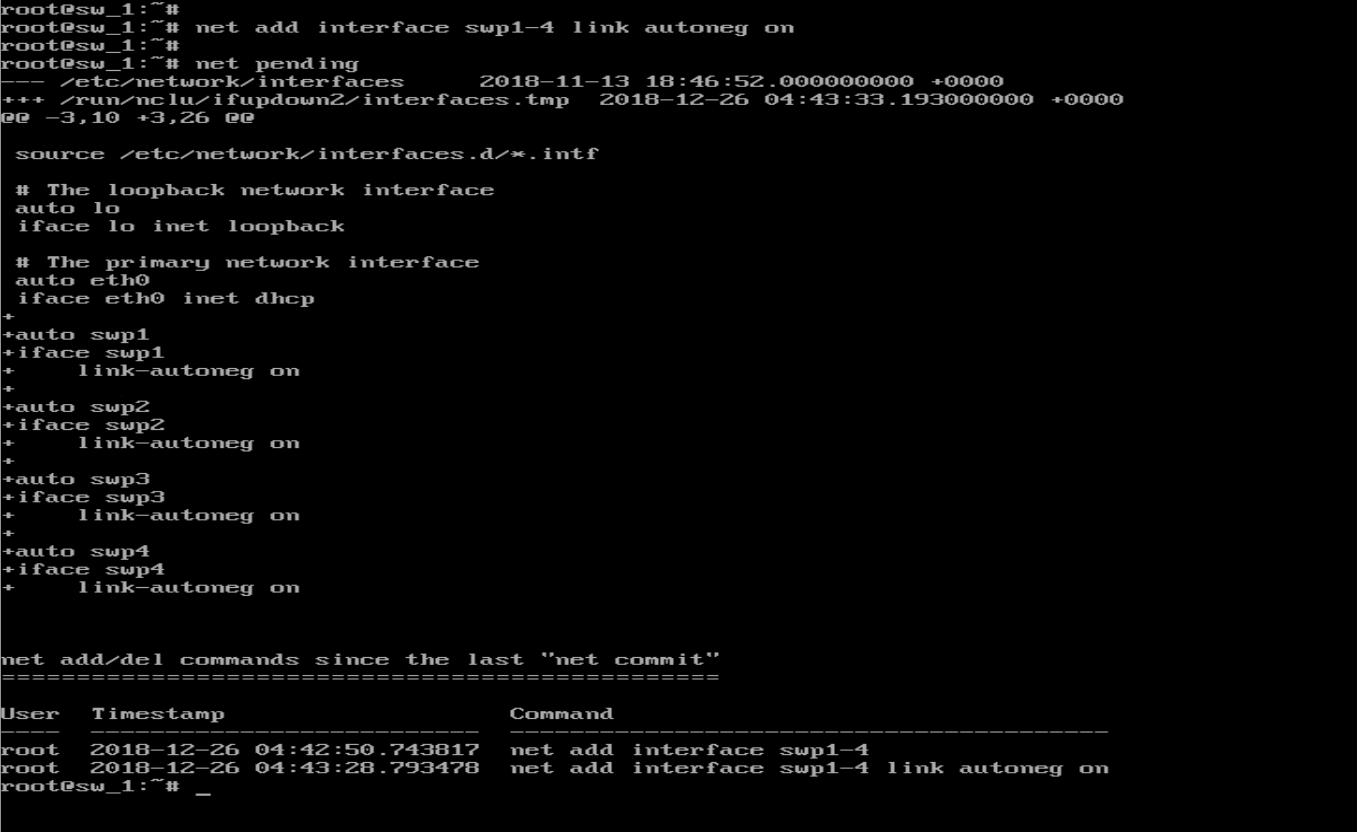 root@sw_1:~#
root@sw_1:~# net add interface swp1-4 link autoneg on
root@sw_1:~#
root@sw_1:~# net pending
--- /etc/network/interfaces     2018-11-13 18:46:52.000000000 +0000
+++ /run/nclu/ifupdown2/interfaces.tmp  2018-12-26 04:43:33.193000000 +0000
@@ -3,10 +3,26 @@
 source /etc/network/interfaces.d/*.intf
 # The loopback network interface
 auto lo
 iface lo inet loopback
 # The primary network interface
 auto eth0
 iface eth0 inet dhcp
+
+auto swp1
+iface swp1
+    link-autoneg on
+
+auto swp2
+iface swp2
+    link-autoneg on
+
+auto swp3
+iface swp3
+    link-autoneg on
+
+auto swp4
+iface swp4
+    link-autoneg on
net add/del commands since the last "net commit"
================================================
User  Timestamp                   Command
----  --------------------------  ----------------------------------------
root  2018-12-26 04:42:50.743817  net add interface swp1-4
root  2018-12-26 04:43:28.793478  net add interface swp1-4 link autoneg on
root@sw_1:~# _